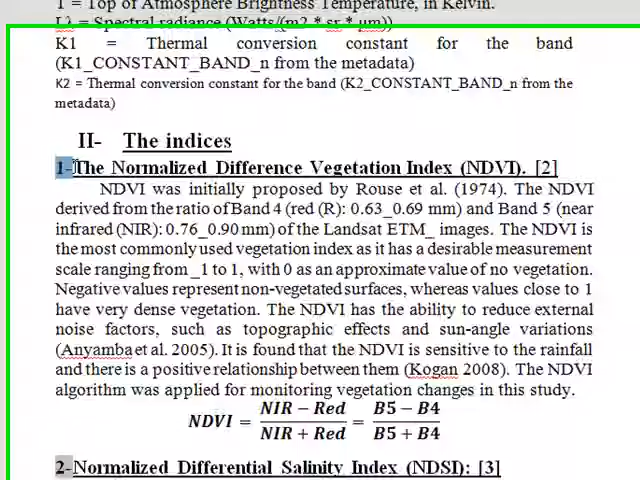 T = Top of Atmosphere Brightness Temperature, in Kelvin.
Lλ = Spectral radiance (Watts/(m2 * sr * μm))
K1 = Thermal conversion constant for the band
(K1_CONSTANT_BAND_n from the metadata)
K2 = Thermal conversion constant for the band (K2_CONSTANT_BAND_n from the
metadata)
II- The indices
1-The Normalized Difference Vegetation Index (NDVI). [2]
NDVI was initially proposed by Rouse et al. (1974). The NDVI
derived from the ratio of Band 4 (red (R): 0.63_0.69 mm) and Band 5 (near
infrared (NIR): 0.76_0.90 mm) of the Landsat ETM_ images. The NDVI is
the most commonly used vegetation index as it has a desirable measurement
scale ranging from _1 to 1, with 0 as an approximate value of no vegetation.
Negative values represent non-vegetated surfaces, whereas values close to 1
have very dense vegetation. The NDVI has the ability to reduce external
noise factors, such as topographic effects and sun-angle variations
(Anyamba et al. 2005). It is found that the NDVI is sensitive to the rainfall
and there is a positive relationship between them (Kogan 2008). The NDVI
algorithm was applied for monitoring vegetation changes in this study.
NDVI = NIR − Red / NIR + Red = B5 − B4 / B5 + B4
2-Normalized Differential Salinity Index (NDSI): [3]